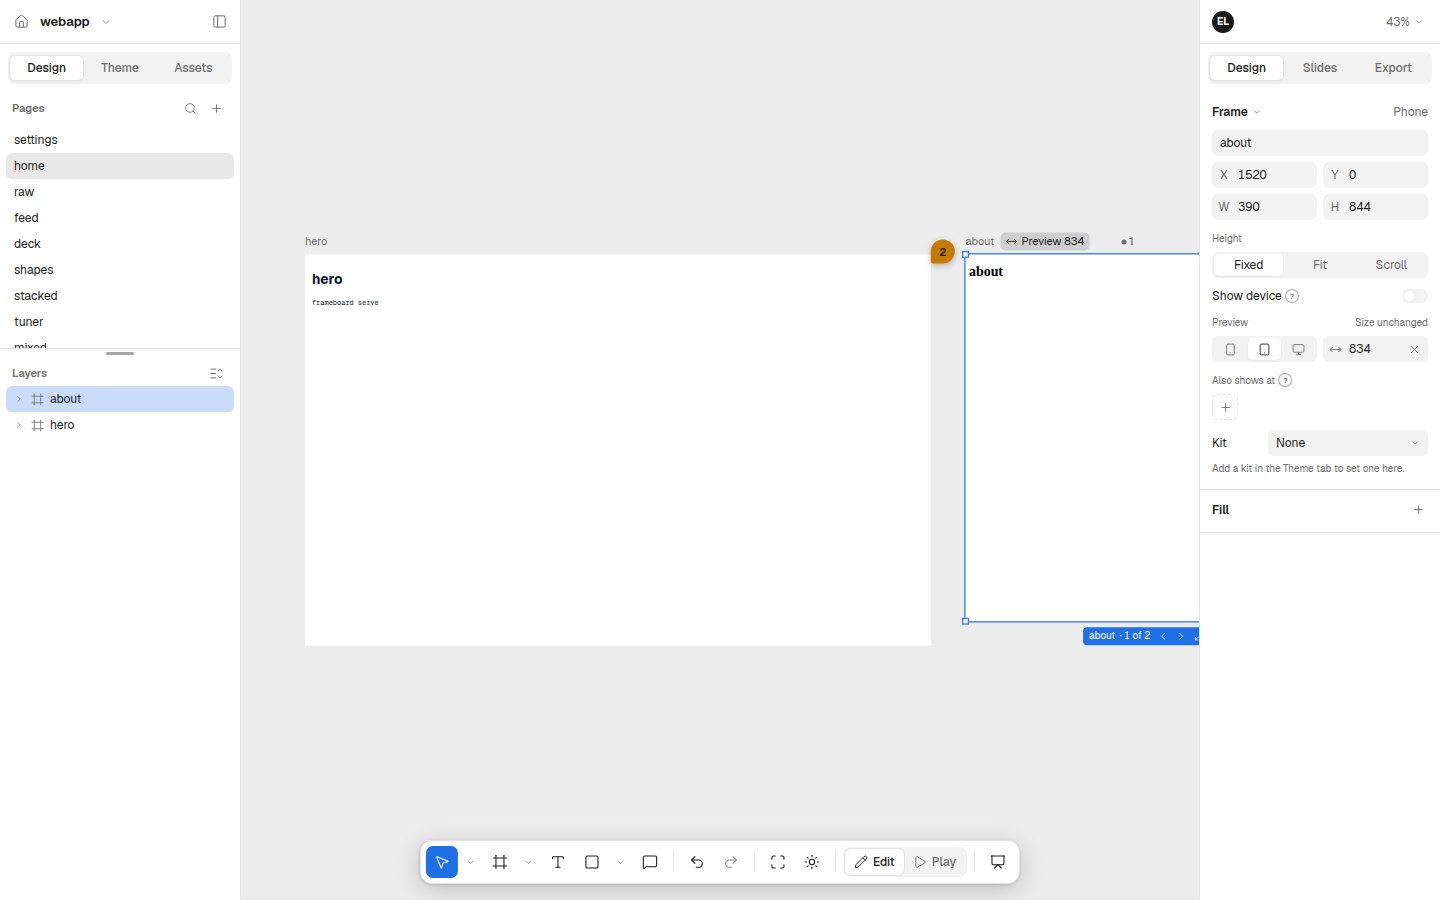 webapp
Design Theme Assets
Pages
settings
home
raw
feed
deck
shapes
stacked
tuner
mixed
Layers
about
hero
hero
hero
frameboard serve
2
about Preview 834 1
about
about · 1 of 2
Edit Play
EL 43%
Design Slides Export
Frame Phone
about
X 1520 Y 0
W 390 H 844
Height
Fixed Fit Scroll
Show device ?
Preview Size unchanged
834
Also shows at ?
Kit None
Add a kit in the Theme tab to set one here.
Fill